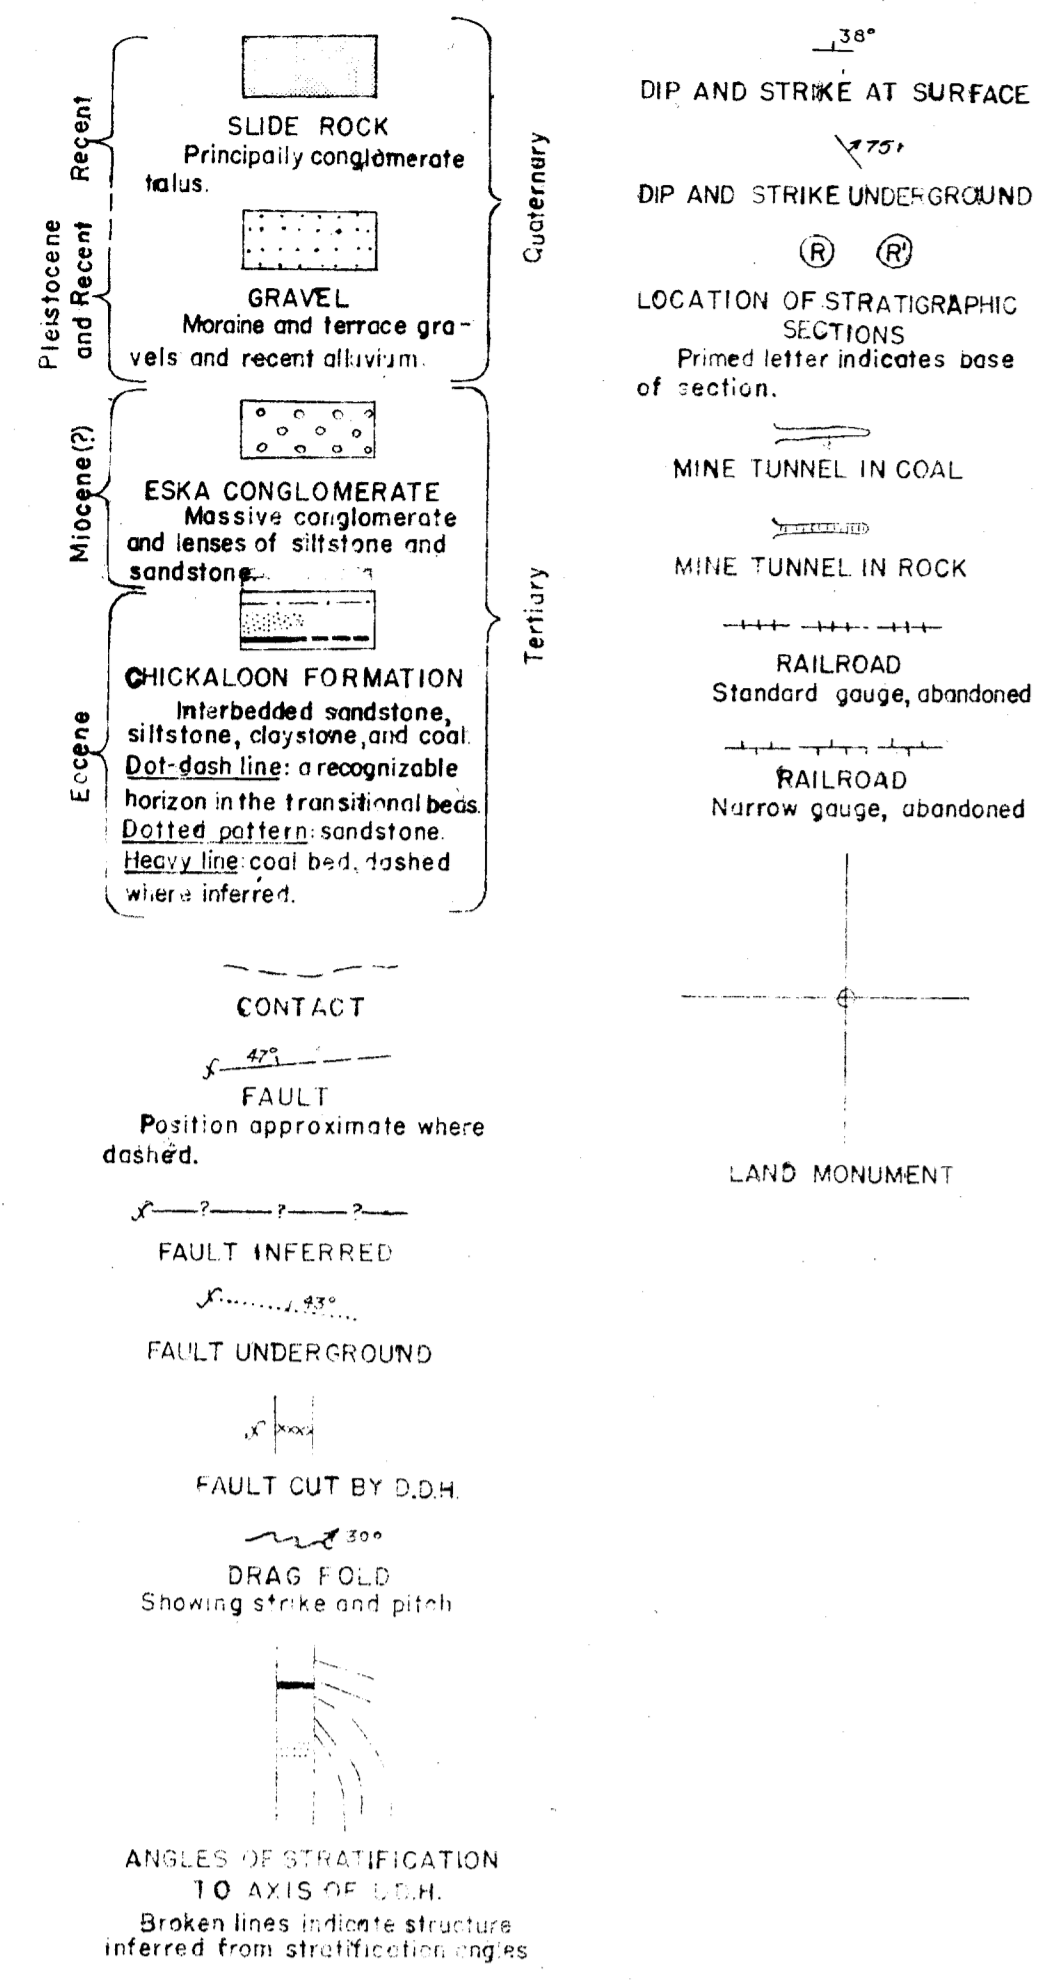 Recent
Pleistocene
and Recent
Miocene(?)
Eocene
Quaternary
Tertiary
SLIDE ROCK
Principally conglomerate
talus.
GRAVEL
Moraine and terrace gra-
vels and recent alluvium.
ESKA CONGLOMERATE
Massive conglomerate
and lenses of siltstone and
sandstone.
CHICKALOON FORMATION
Interbedded sandstone,
siltstone, claystone, and coal.
Dot-dash line: a recognizable
horizon in the transitional beds.
Dotted pattern: sandstone.
Heavy line: coal bed, dashed
where inferred.
CONTACT
47°
FAULT
Position approximate where
dashed.
? ? ?
FAULT INFERRED
43°
FAULT UNDERGROUND
FAULT CUT BY D.D.H.
30°
DRAG FOLD
Showing strike and pitch
ANGLES OF STRATIFICATION
TO AXIS OF D.D.H.
Broken lines indicate structure
inferred from stratification angles
38°
DIP AND STRIKE AT SURFACE
75
DIP AND STRIKE UNDERGROUND
R R'
LOCATION OF STRATIGRAPHIC
SECTIONS
Primed letter indicates base
of section.
MINE TUNNEL IN COAL
MINE TUNNEL IN ROCK
RAILROAD
Standard gauge, abandoned
RAILROAD
Narrow gauge, abandoned
LAND MONUMENT